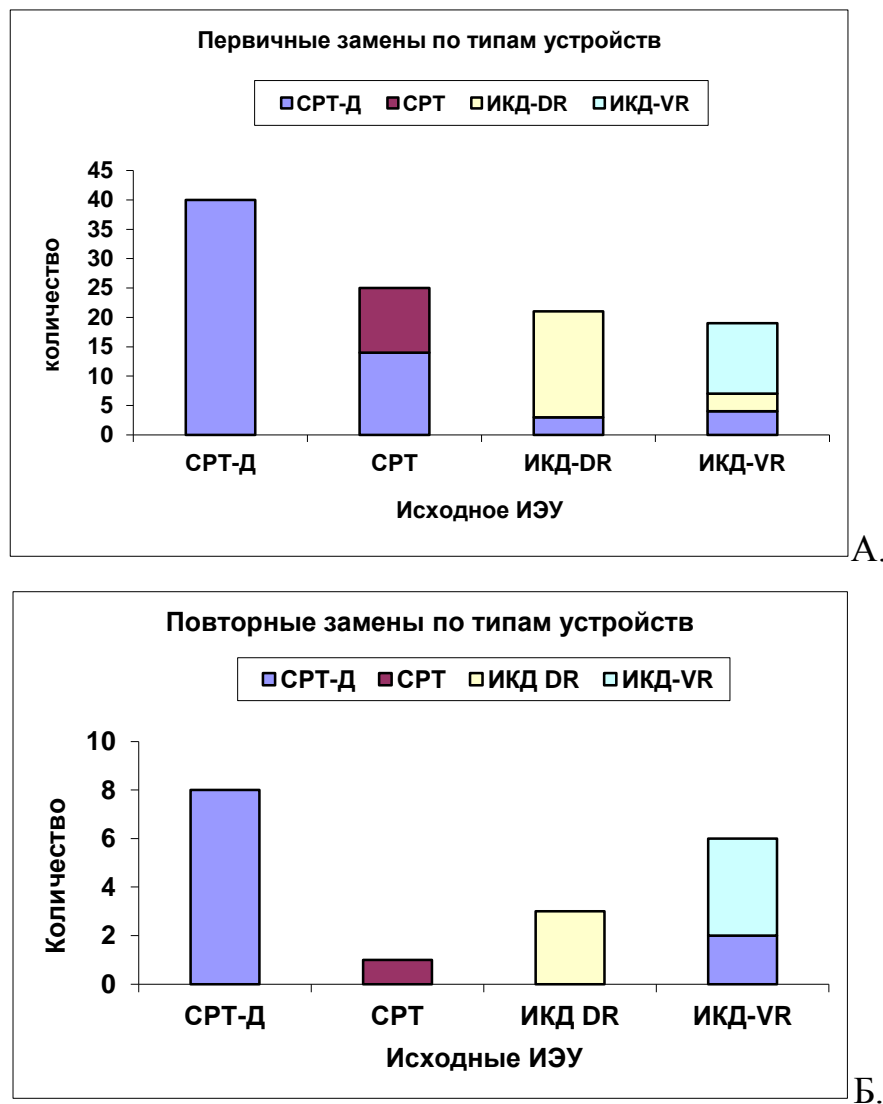 Первичные замены по типам устройств
СРТ-Д СРТ ИКД-DR ИКД-VR
количество
45
40
35
30
25
20
15
10
5
0
СРТ-Д СРТ ИКД-DR ИКД-VR
Исходное ИЭУ
А.
Повторные замены по типам устройств
СРТ-Д СРТ ИКД DR ИКД-VR
Количество
10
8
6
4
2
0
СРТ-Д СРТ ИКД DR ИКД-VR
Исходные ИЭУ
Б.